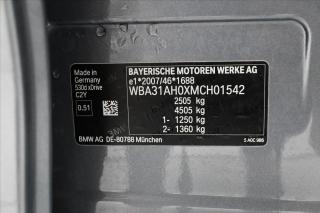 BAYERISCHE MOTOREN WERKE AG
Made in Germany
e1*2007/46*1688
530d xDrive
WBA31AH0XMCH01542
C2Y
2505 kg
0.51
4505 kg
1- 1250 kg
2- 1360 kg
BMW AG DE-80788 München